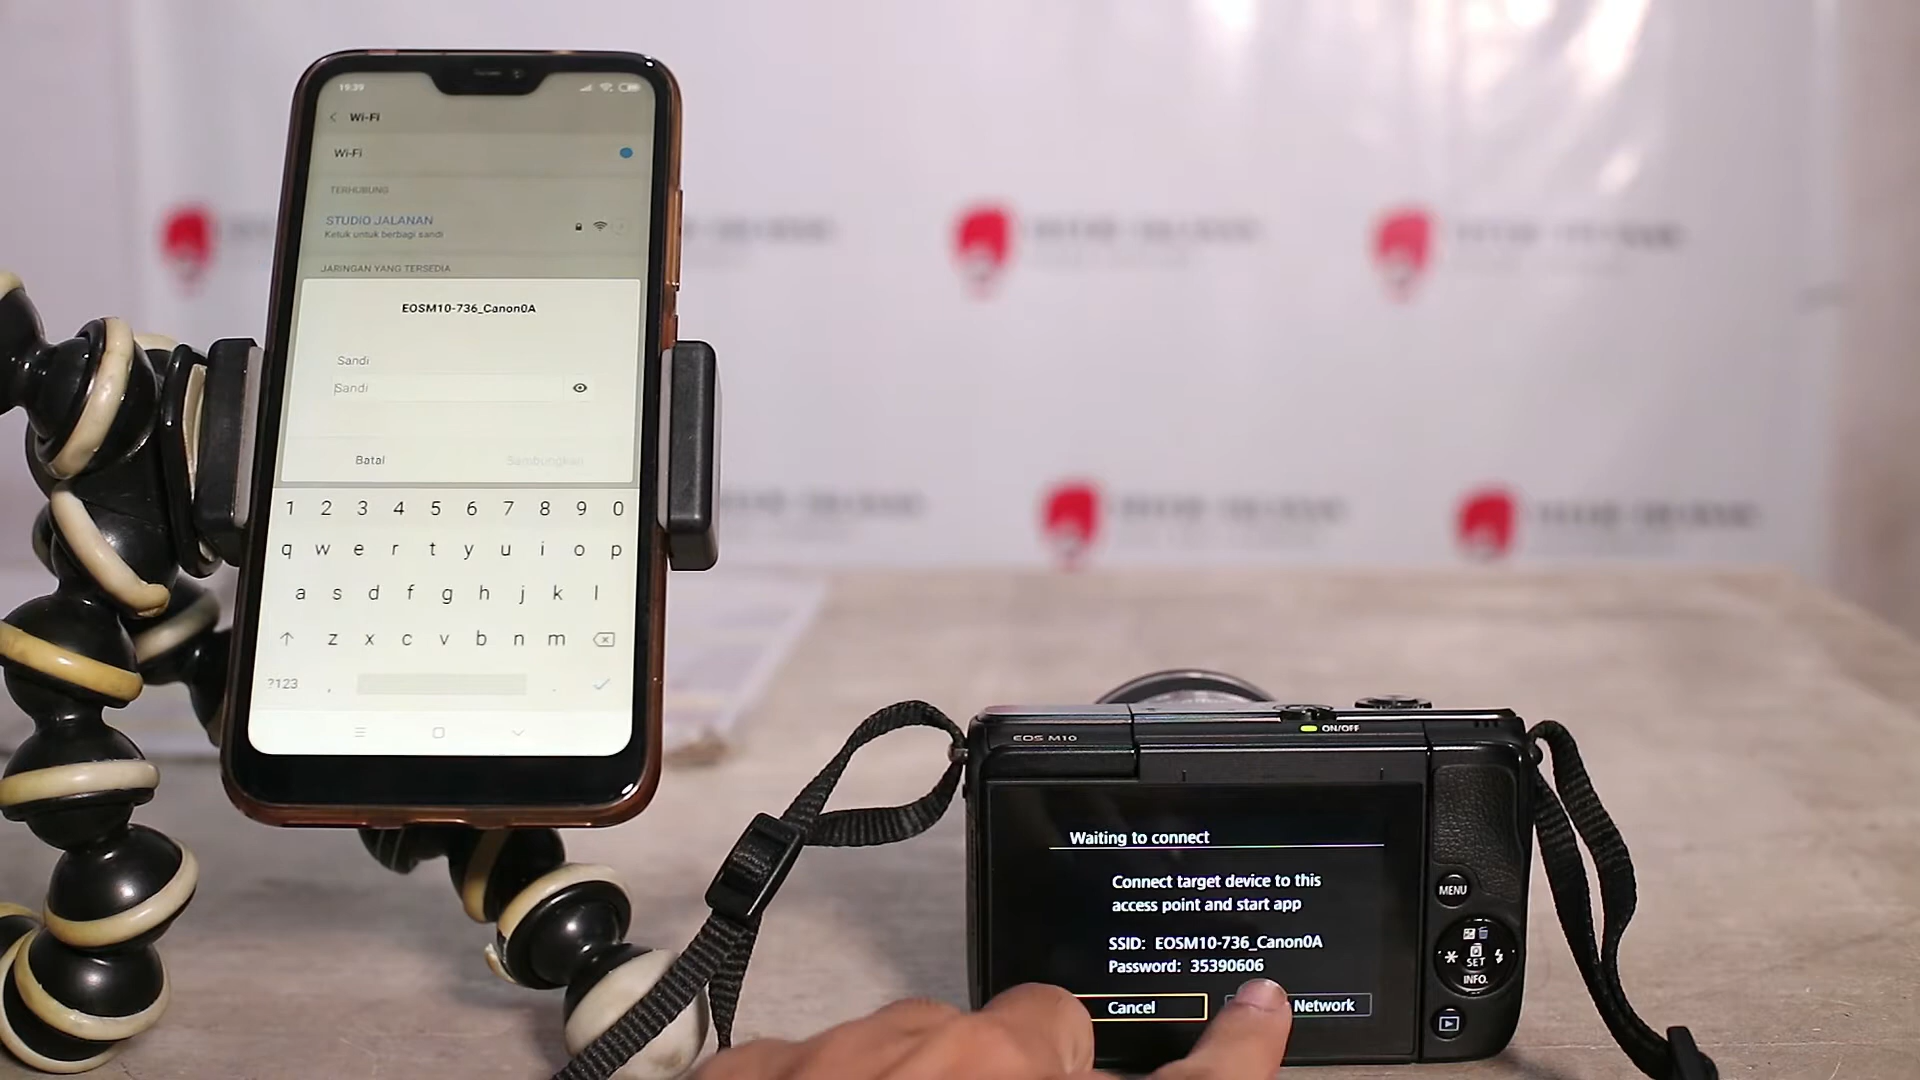 19:39
Wi-Fi
Wi-Fi
TERHUBUNG
STUDIO JALANAN
Ketuk untuk berbagi sandi
JARINGAN YANG TERSEDIA
EOSM10-736_Canon0A
Sandi
Sandi
Batal Sambungkan
1 2 3 4 5 6 7 8 9 0
q w e r t y u i o p
a s d f g h j k l
z x c v b n m
?123 , .
EOS M10
ON/OFF
Waiting to connect
Connect target device to this
access point and start app
SSID: EOSM10-736_Canon0A
Password: 35390606
Cancel Network
MENU
SET
INFO.